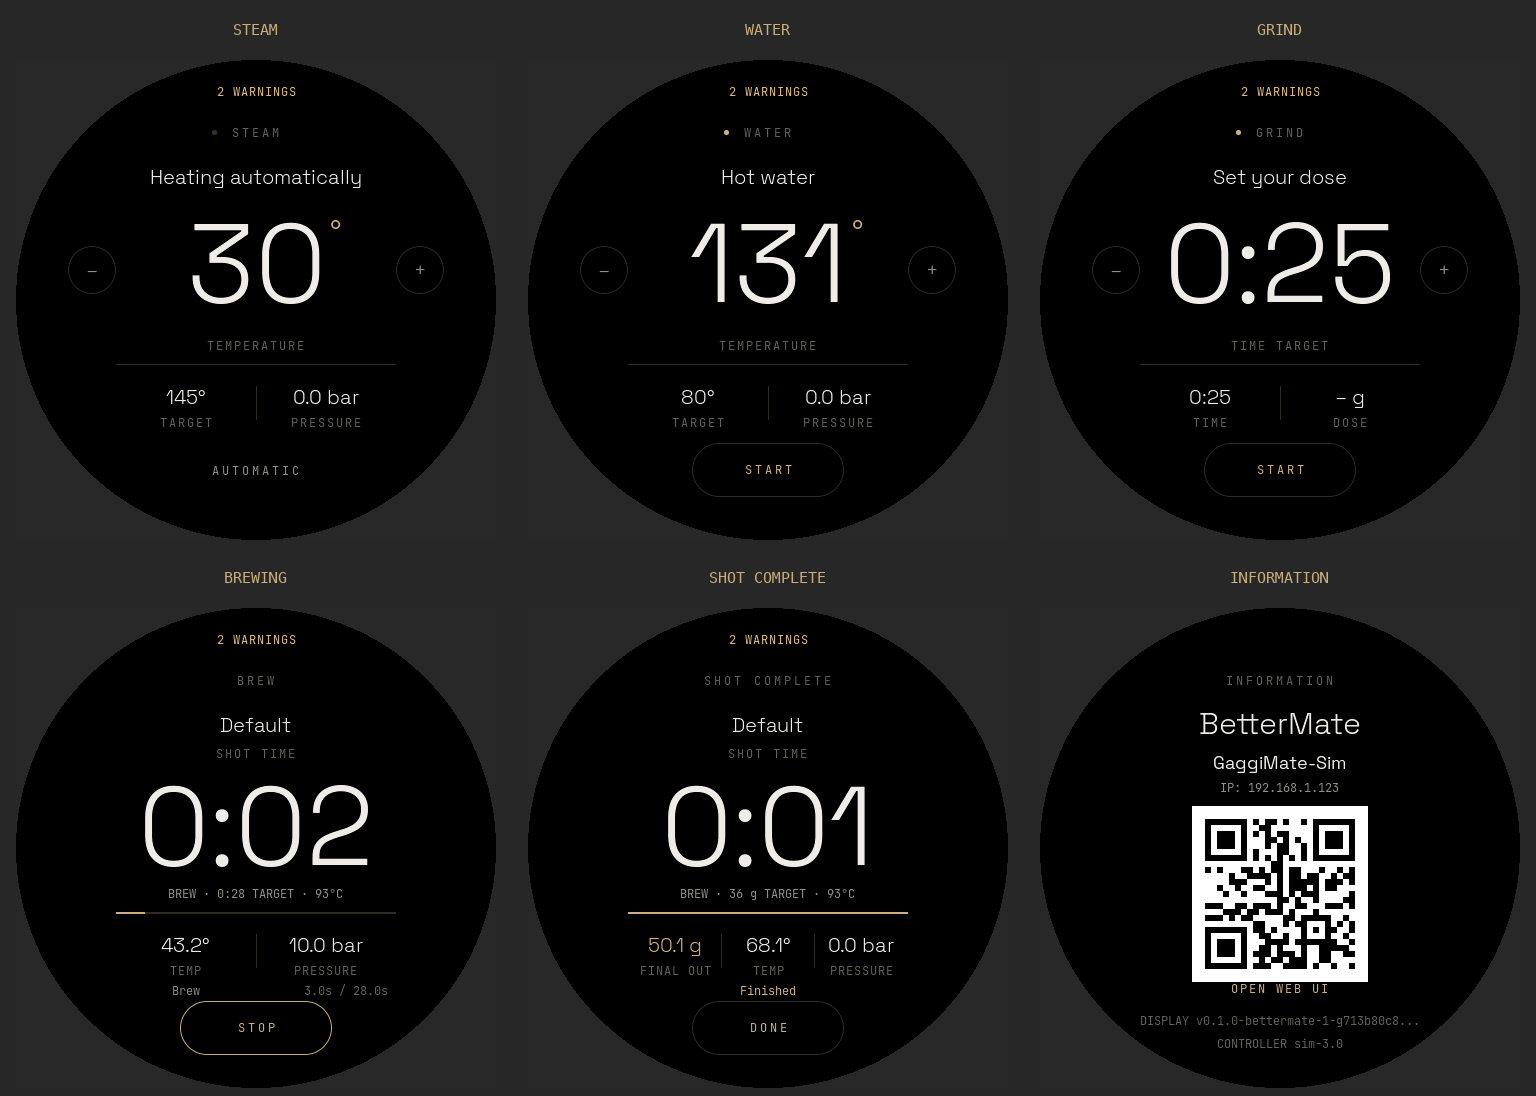 STEAM
2 WARNINGS
STEAM
Heating automatically
30°
–
+
TEMPERATURE
145°
TARGET
0.0 bar
PRESSURE
AUTOMATIC
WATER
2 WARNINGS
WATER
Hot water
131°
–
+
TEMPERATURE
80°
TARGET
0.0 bar
PRESSURE
START
GRIND
2 WARNINGS
GRIND
Set your dose
0:25
–
+
TIME TARGET
0:25
TIME
– g
DOSE
START
BREWING
2 WARNINGS
BREW
Default
SHOT TIME
0:02
BREW · 0:28 TARGET · 93°C
43.2°
TEMP
10.0 bar
PRESSURE
Brew
3.0s / 28.0s
STOP
SHOT COMPLETE
2 WARNINGS
SHOT COMPLETE
Default
SHOT TIME
0:01
BREW · 36 g TARGET · 93°C
50.1 g
FINAL OUT
68.1°
TEMP
0.0 bar
PRESSURE
Finished
DONE
INFORMATION
INFORMATION
BetterMate
GaggiMate-Sim
IP: 192.168.1.123
OPEN WEB UI
DISPLAY v0.1.0-bettermate-1-g713b80c8...
CONTROLLER sim-3.0